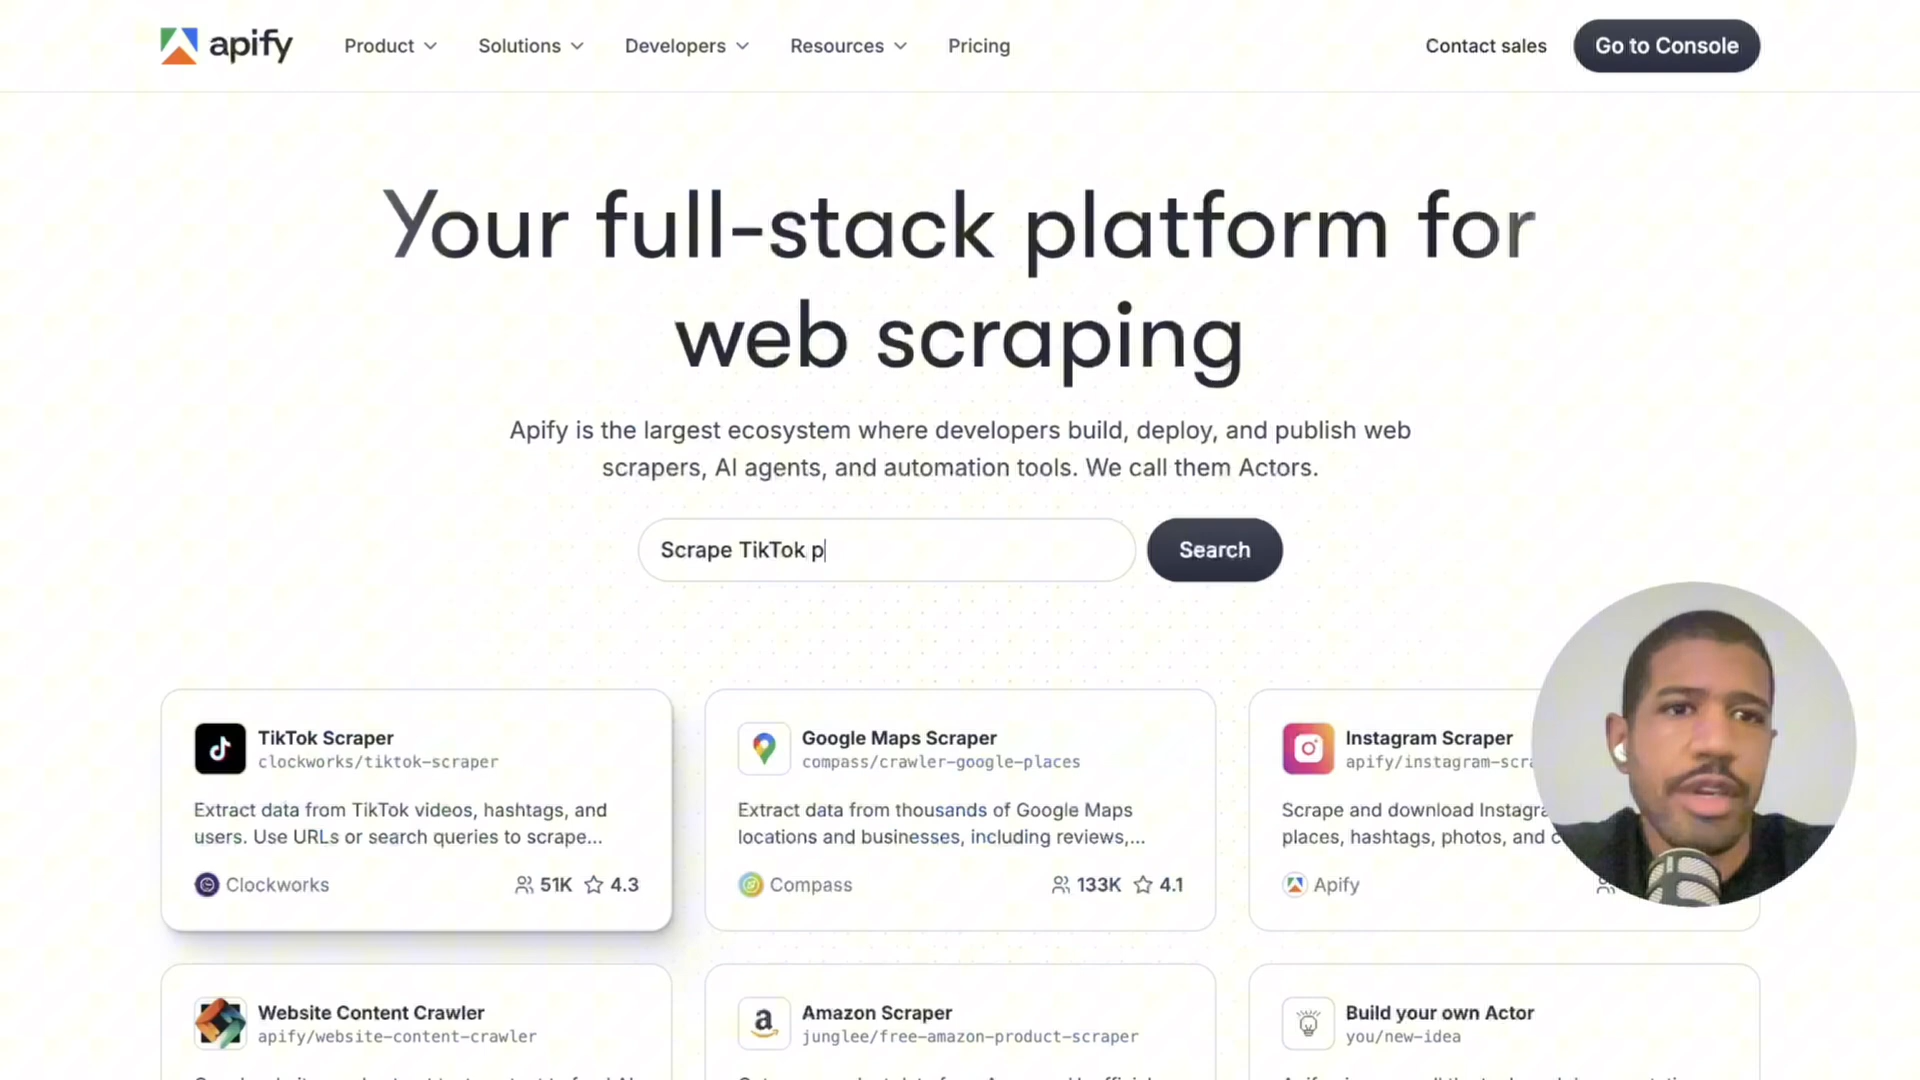 apify
Product
Solutions
Developers
Resources
Pricing
Contact sales
Go to Console
Your full-stack platform for
web scraping
Apify is the largest ecosystem where developers build, deploy, and publish web
scrapers, AI agents, and automation tools. We call them Actors.
Scrape TikTok p
Search
TikTok Scraper
clockworks/tiktok-scraper
Extract data from TikTok videos, hashtags, and
users. Use URLs or search queries to scrape...
Clockworks
51K
4.3
Google Maps Scraper
compass/crawler-google-places
Extract data from thousands of Google Maps
locations and businesses, including reviews,...
Compass
133K
4.1
Instagram Scraper
apify/instagram-scra
Scrape and download Instagra
places, hashtags, photos, and c
Apify
Website Content Crawler
apify/website-content-crawler
Amazon Scraper
junglee/free-amazon-product-scraper
Build your own Actor
you/new-idea